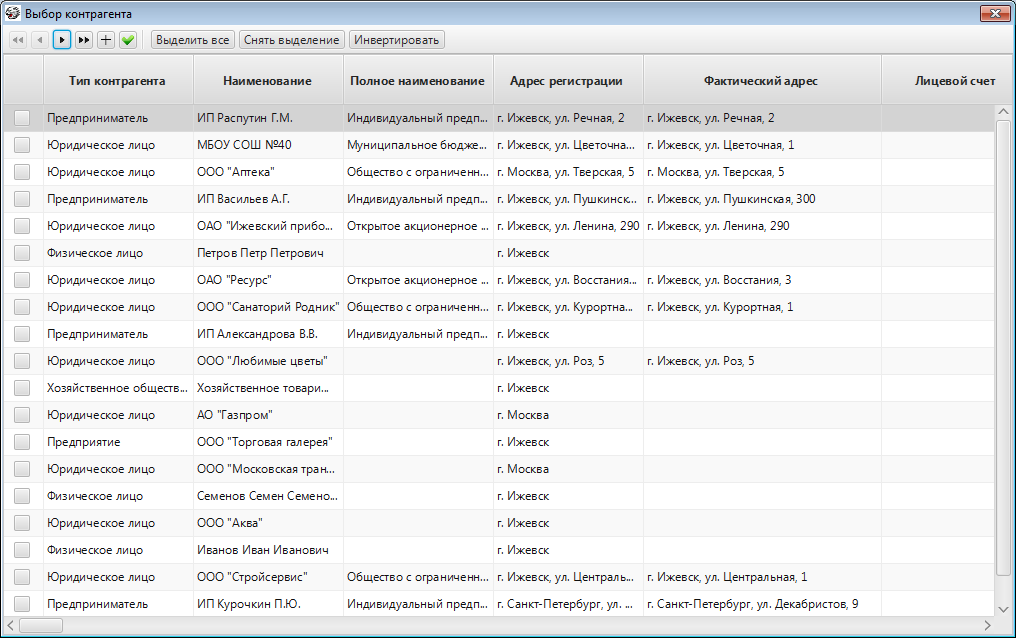 Выбор контрагента
Выделить все Снять выделение Инвертировать
Тип контрагента Наименование Полное наименование Адрес регистрации Фактический адрес Лицевой счет
Предприниматель ИП Распутин Г.М. Индивидуальный предп... г. Ижевск, ул. Речная, 2 г. Ижевск, ул. Речная, 2
Юридическое лицо МБОУ СОШ №40 Муниципальное бюдже... г. Ижевск, ул. Цветочна... г. Ижевск, ул. Цветочная, 1
Юридическое лицо ООО "Аптека" Общество с ограниченн... г. Москва, ул. Тверская, 5 г. Москва, ул. Тверская, 5
Предприниматель ИП Васильев А.Г. Индивидуальный предп... г. Ижевск, ул. Пушкинск... г. Ижевск, ул. Пушкинская, 300
Юридическое лицо ОАО "Ижевский прибо... Открытое акционерное ... г. Ижевск, ул. Ленина, 290 г. Ижевск, ул. Ленина, 290
Физическое лицо Петров Петр Петрович г. Ижевск
Юридическое лицо ОАО "Ресурс" Открытое акционерное ... г. Ижевск, ул. Восстания... г. Ижевск, ул. Восстания, 3
Юридическое лицо ООО "Санаторий Родник" Общество с ограниченн... г. Ижевск, ул. Курортна... г. Ижевск, ул. Курортная, 1
Предприниматель ИП Александрова В.В. Индивидуальный предп... г. Ижевск
Юридическое лицо ООО "Любимые цветы" г. Ижевск, ул. Роз, 5 г. Ижевск, ул. Роз, 5
Хозяйственное обществ... Хозяйственное товари... г. Ижевск
Юридическое лицо АО "Газпром" г. Москва
Предприятие ООО "Торговая галерея" г. Ижевск
Юридическое лицо ООО "Московская тран... г. Москва
Физическое лицо Семенов Семен Семено... г. Ижевск
Юридическое лицо ООО "Аква" г. Ижевск
Физическое лицо Иванов Иван Иванович г. Ижевск
Юридическое лицо ООО "Стройсервис" Общество с ограниченн... г. Ижевск, ул. Централь... г. Ижевск, ул. Центральная, 1
Предприниматель ИП Курочкин П.Ю. Индивидуальный предп... г. Санкт-Петербург, ул. ... г. Санкт-Петербург, ул. Декабристов, 9